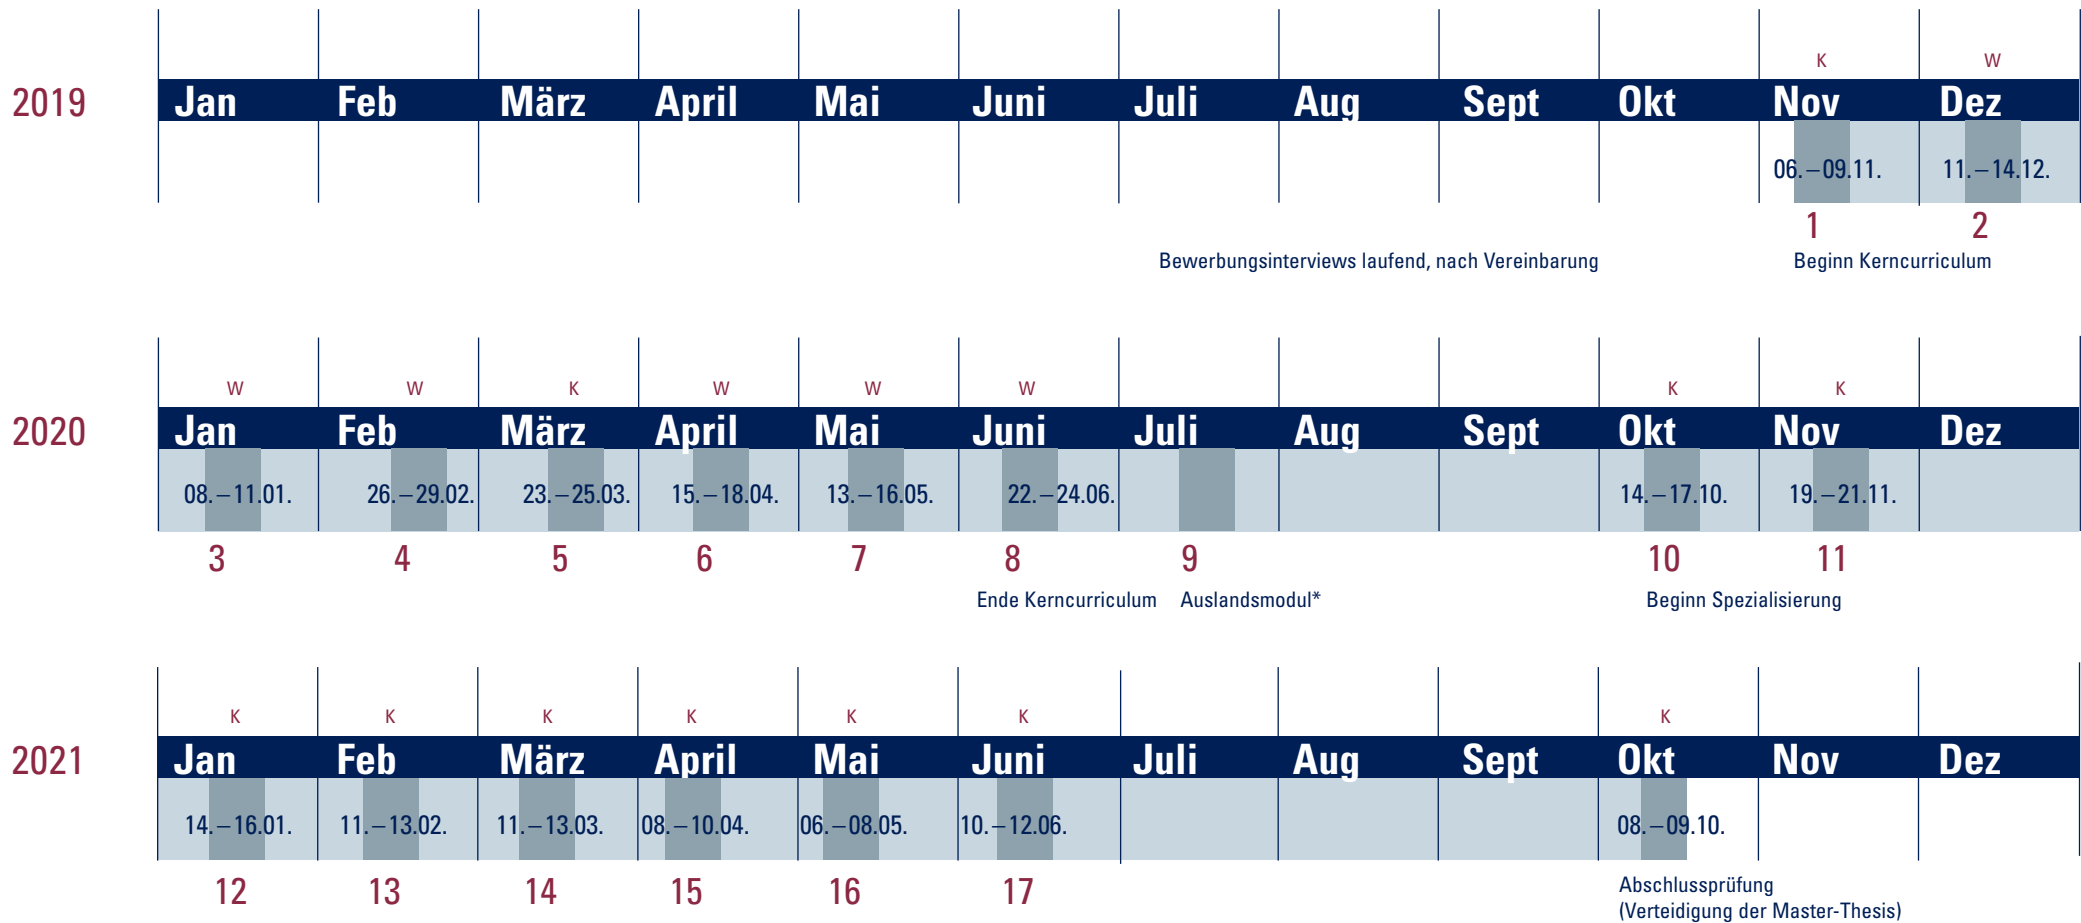 K W
2019 Jan Feb März April Mai Juni Juli Aug Sept Okt Nov Dez
06.–09.11. 11.–14.12.
1 2
Bewerbungsinterviews laufend, nach Vereinbarung Beginn Kerncurriculum
W W K W W W K K
2020 Jan Feb März April Mai Juni Juli Aug Sept Okt Nov Dez
08.–11.01. 26.–29.02. 23.–25.03. 15.–18.04. 13.–16.05. 22.–24.06. 14.–17.10. 19.–21.11.
3 4 5 6 7 8 9 10 11
Ende Kerncurriculum Auslandsmodul* Beginn Spezialisierung
K K K K K K K
2021 Jan Feb März April Mai Juni Juli Aug Sept Okt Nov Dez
14.–16.01. 11.–13.02. 11.–13.03. 08.–10.04. 06.–08.05. 10.–12.06. 08.–09.10.
12 13 14 15 16 17
Abschlussprüfung
(Verteidigung der Master-Thesis)